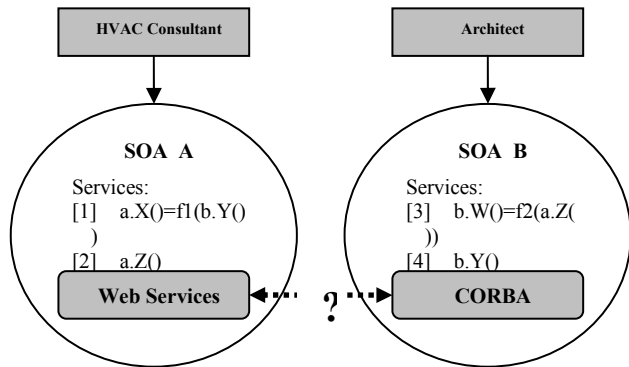 HVAC Consultant
Architect
SOA A
Services:
[1] a.X()=f1(b.Y()
)
[2] a.Z()
Web Services
?
SOA B
Services:
[3] b.W()=f2(a.Z(
))
[4] b.Y()
CORBA